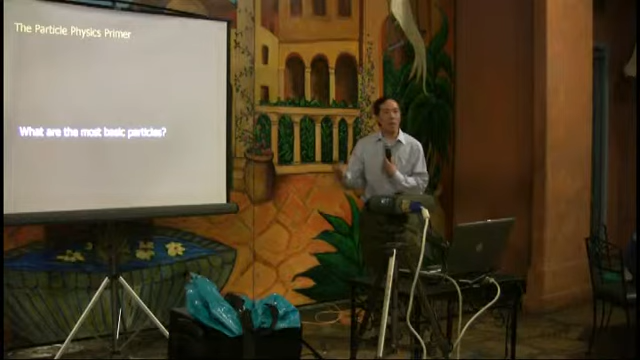 The Particle Physics Primer
What are the most basic particles?